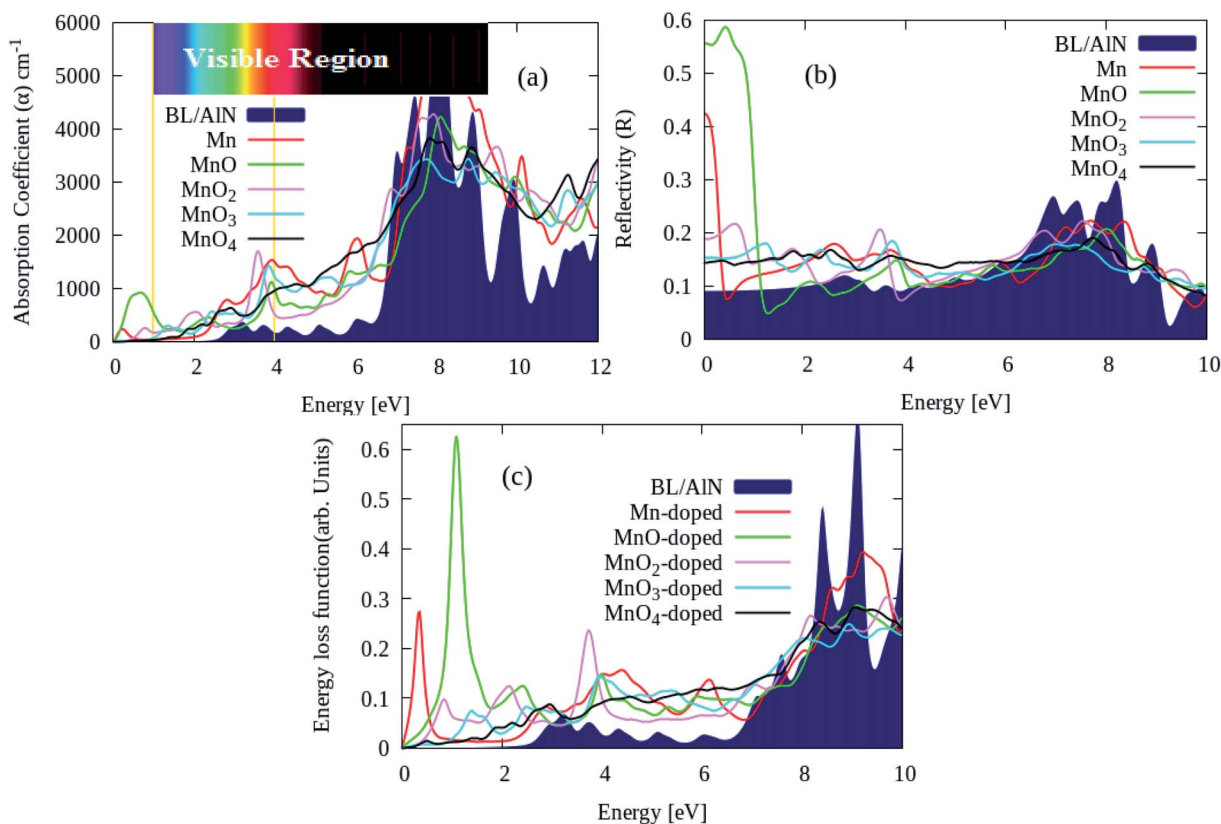 6000
5000
4000
3000
2000
1000
0
Absorption Coefficient (α) cm⁻¹
Visible Region
(a)
BL/AlN
Mn
MnO
MnO₂
MnO₃
MnO₄
0 2 4 6 8 10 12
Energy [eV]
0.6
0.5
0.4
0.3
0.2
0.1
0
Reflectivity (R)
(b)
BL/AlN
Mn
MnO
MnO₂
MnO₃
MnO₄
0 2 4 6 8 10
Energy [eV]
0.6
0.5
0.4
0.3
0.2
0.1
0
Energy loss function(arb. Units)
(c)
BL/AlN
Mn-doped
MnO-doped
MnO₂-doped
MnO₃-doped
MnO₄-doped
0 2 4 6 8 10
Energy [eV]